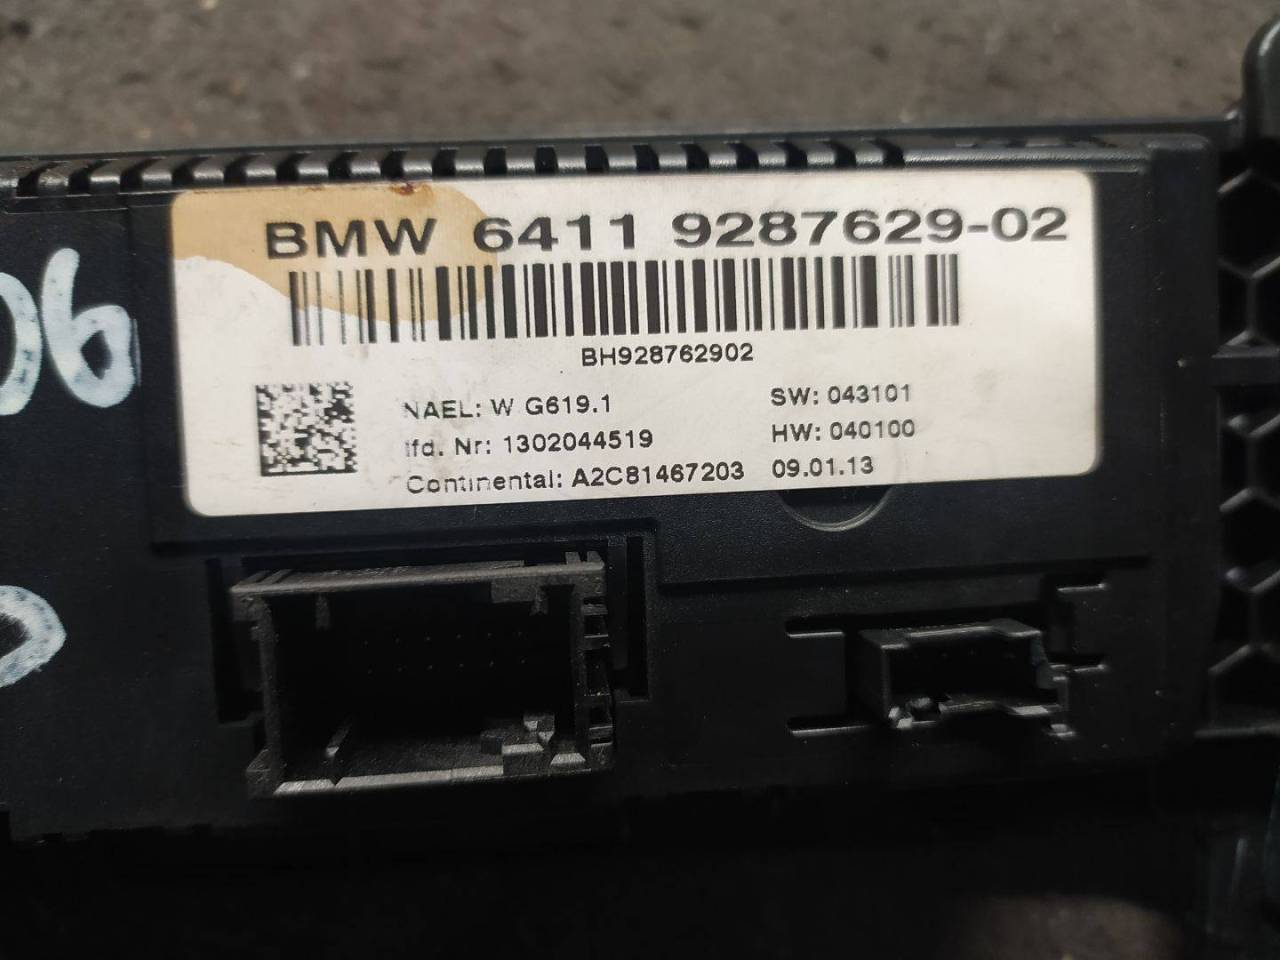 BMW 6411 9287629-02
BH928762902
NAEL: W G619.1
SW: 043101
lfd. Nr: 1302044519
HW: 040100
Continental: A2C81467203
09.01.13
06